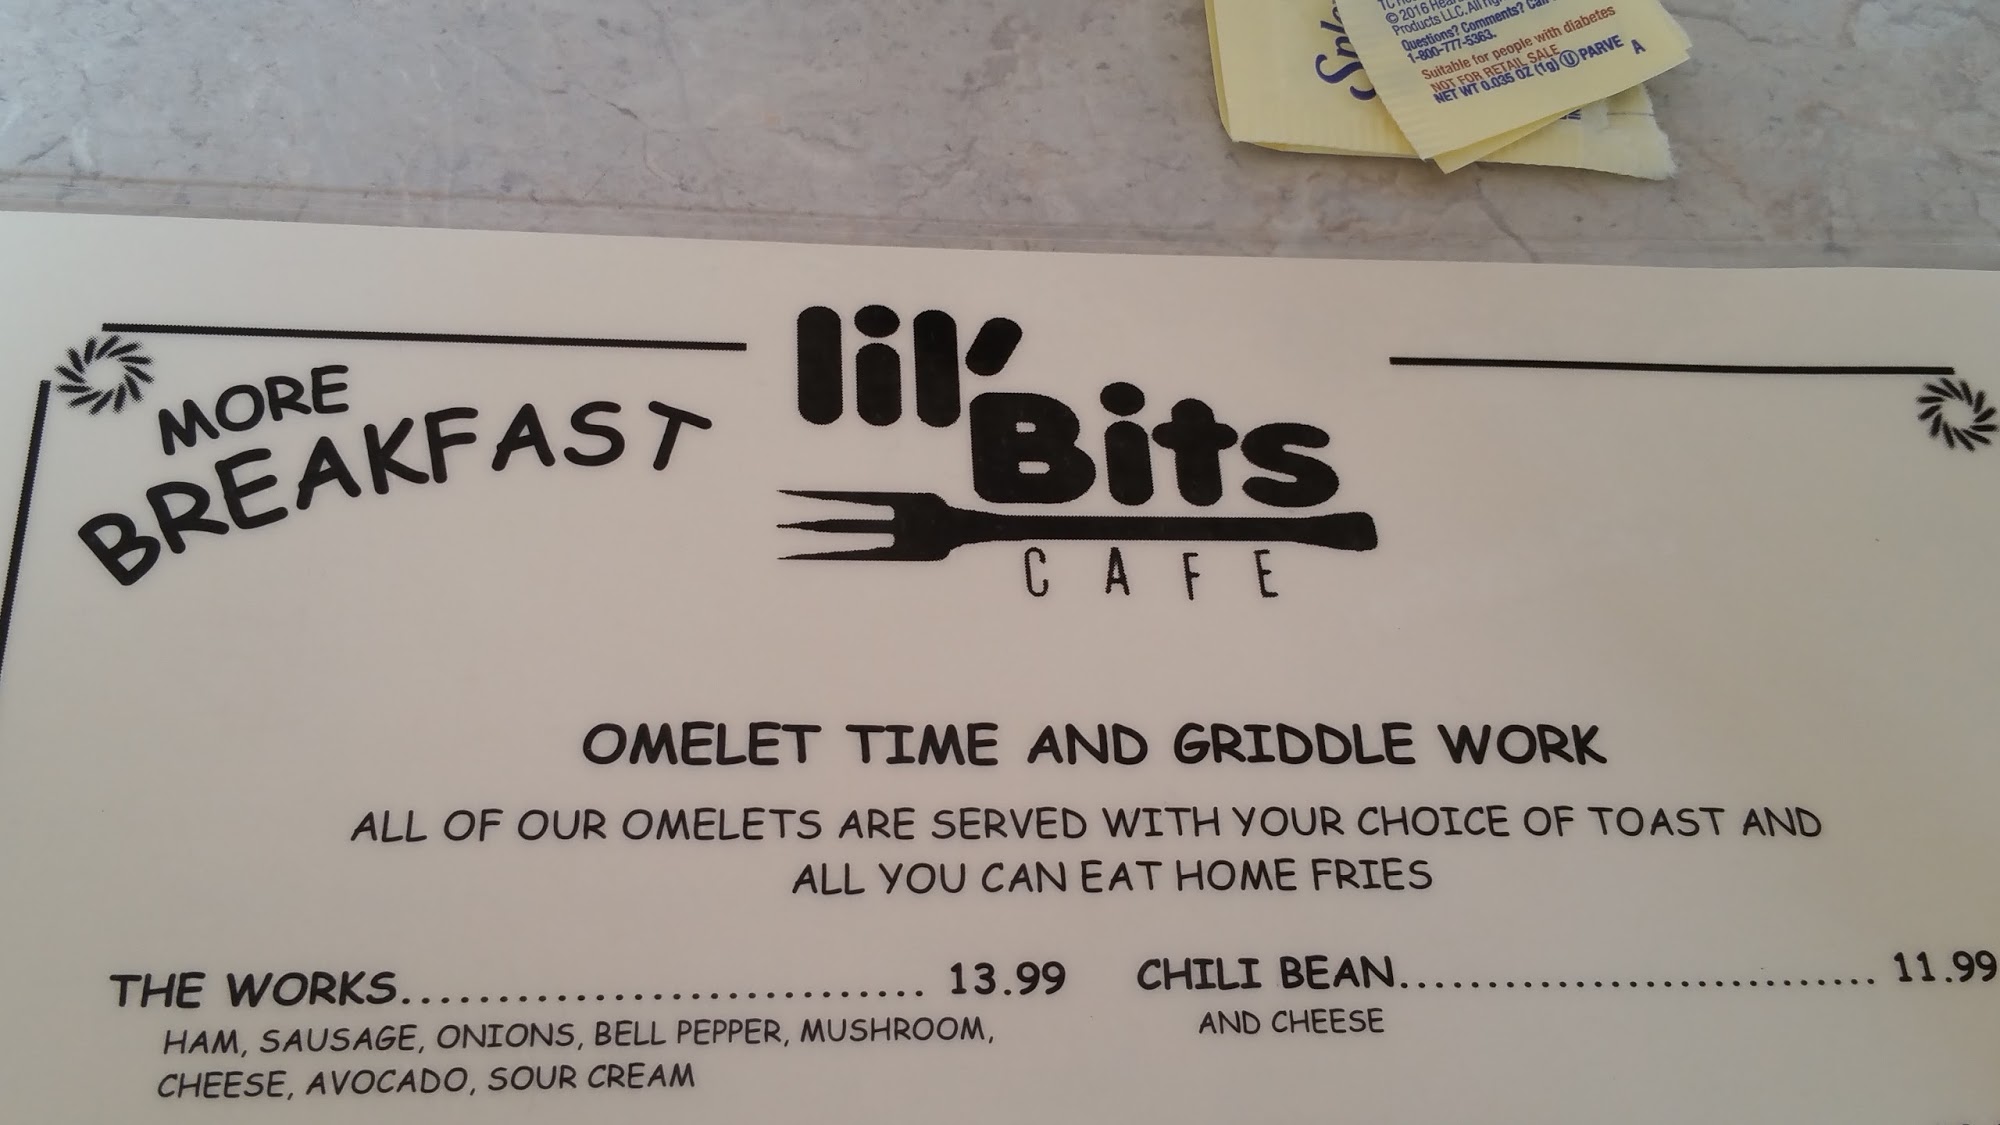 © 2016 
Products LLC. All
Questions? Comments?
1-800-777-5363.
Suitable for people with diabetes
NOT FOR RETAIL SALE
NET WT 0.035 OZ (1g) Ⓤ PARVE A
MORE
BREAKFAST
lil' Bits
CAFE
OMELET TIME AND GRIDDLE WORK
ALL OF OUR OMELETS ARE SERVED WITH YOUR CHOICE OF TOAST AND
ALL YOU CAN EAT HOME FRIES
THE WORKS............................ 13.99
HAM, SAUSAGE, ONIONS, BELL PEPPER, MUSHROOM,
CHEESE, AVOCADO, SOUR CREAM
CHILI BEAN............................ 11.99
AND CHEESE